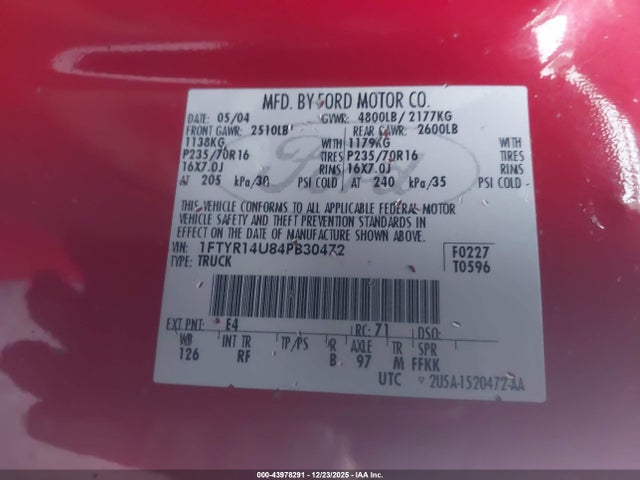 MFD. BY FORD MOTOR CO.
DATE: 05/04 GVWR: 4800LB/ 2177KG
FRONT GAWR: 2510LB REAR GAWR: 2600LB
1138KG WITH 1179KG WITH
P235/70R16 TIRES P235/70R16 TIRES
16X7.0J RIMS 16X7.0J RIMS
AT 205 kPa/30 PSI COLD AT 240 kPa/35 PSI COLD
Ford
THIS VEHICLE CONFORMS TO ALL APPLICABLE FEDERAL MOTOR
VEHICLE SAFETY AND THEFT PREVENTION STANDARDS
IN EFFECT ON THE DATE OF MANUFACTURE SHOWN ABOVE.
VIN: 1FTYR14U84PB30472 F0227
TYPE: TRUCK T0596
EXT PNT: E4 RC: 71 DSO:
WB INT TR TP/PS R AXLE TR SPR
126 RF B 97 M FFKK
UTC 2U5A-1520472-AA
000-43978291 - 12/23/2025 - IAA Inc.